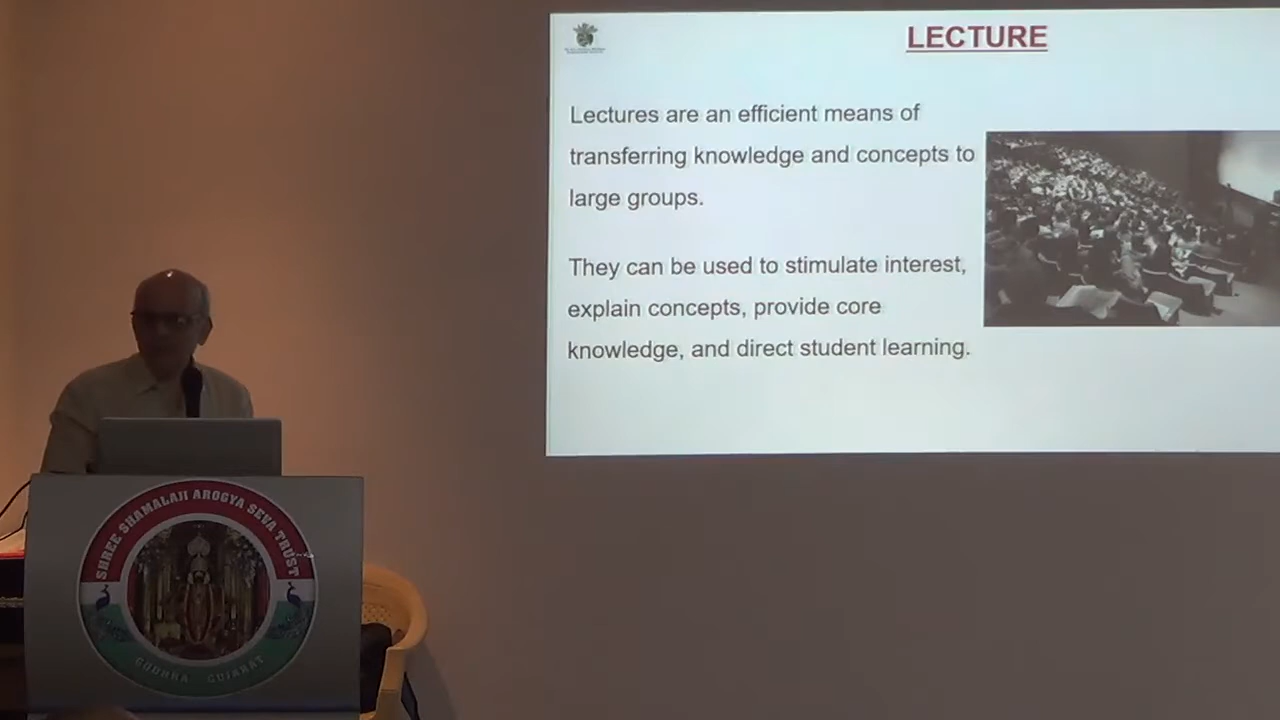 LECTURE
Lectures are an efficient means of
transferring knowledge and concepts to
large groups.
They can be used to stimulate interest,
explain concepts, provide core
knowledge, and direct student learning.
SHREE SHAMALAJI AROGYA SEVA TRUST
GODHRA GUJARAT